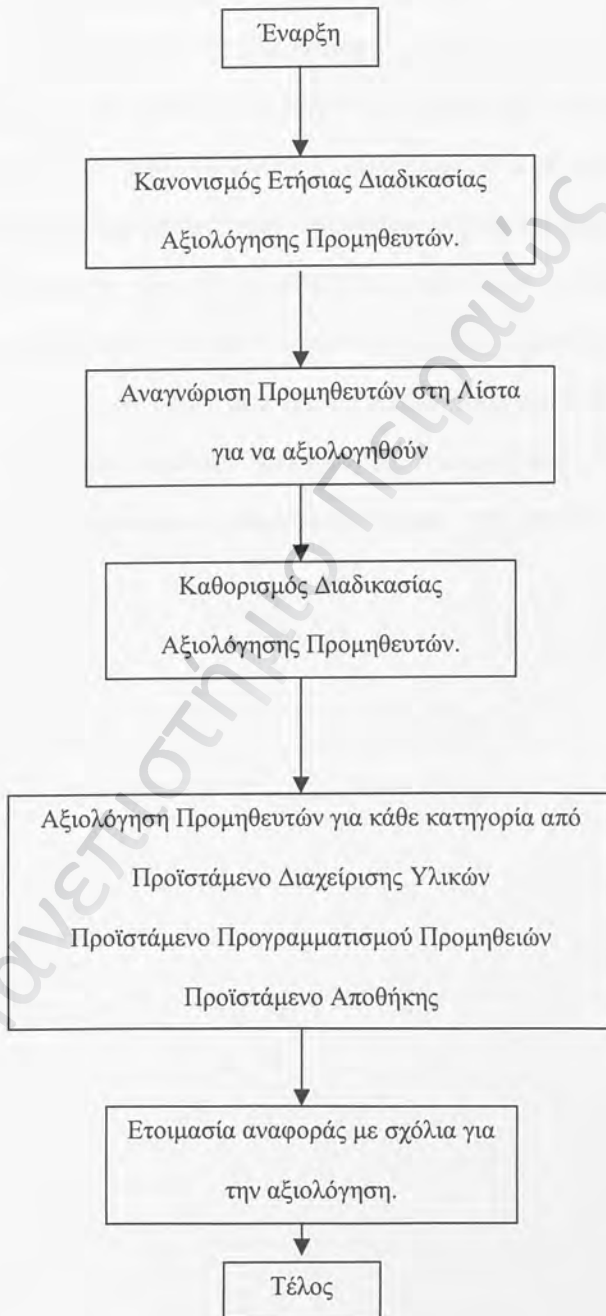 Έναρξη
Κανονισμός Ετήσιας Διαδικασίας
Αξιολόγησης Προμηθευτών.
Αναγνώριση Προμηθευτών στη Λίστα
για να αξιολογηθούν
Καθορισμός Διαδικασίας
Αξιολόγησης Προμηθευτών.
Αξιολόγηση Προμηθευτών για κάθε κατηγορία από
Προϊστάμενο Διαχείρισης Υλικών
Προϊστάμενο Προγραμματισμού Προμηθειών
Προϊστάμενο Αποθήκης
Ετοιμασία αναφοράς με σχόλια για
την αξιολόγηση.
Τέλος
Πανεπιστήμιο Πειραιώς